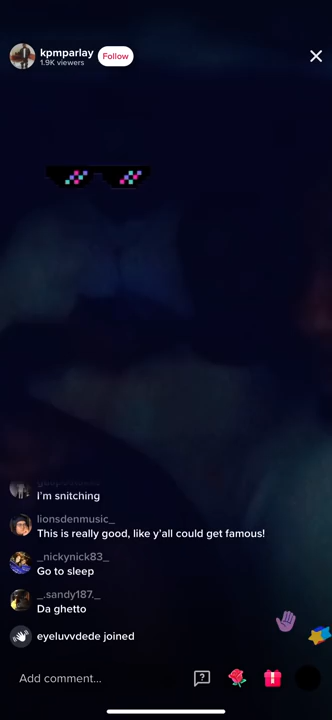 kpmparlay
1.9K viewers
Follow
I'm snitching
lionsdenmusic_
This is really good, like y'all could get famous!
_nickynick83_
Go to sleep
_.sandy187._
Da ghetto
eyeluvvdede joined
Add comment...